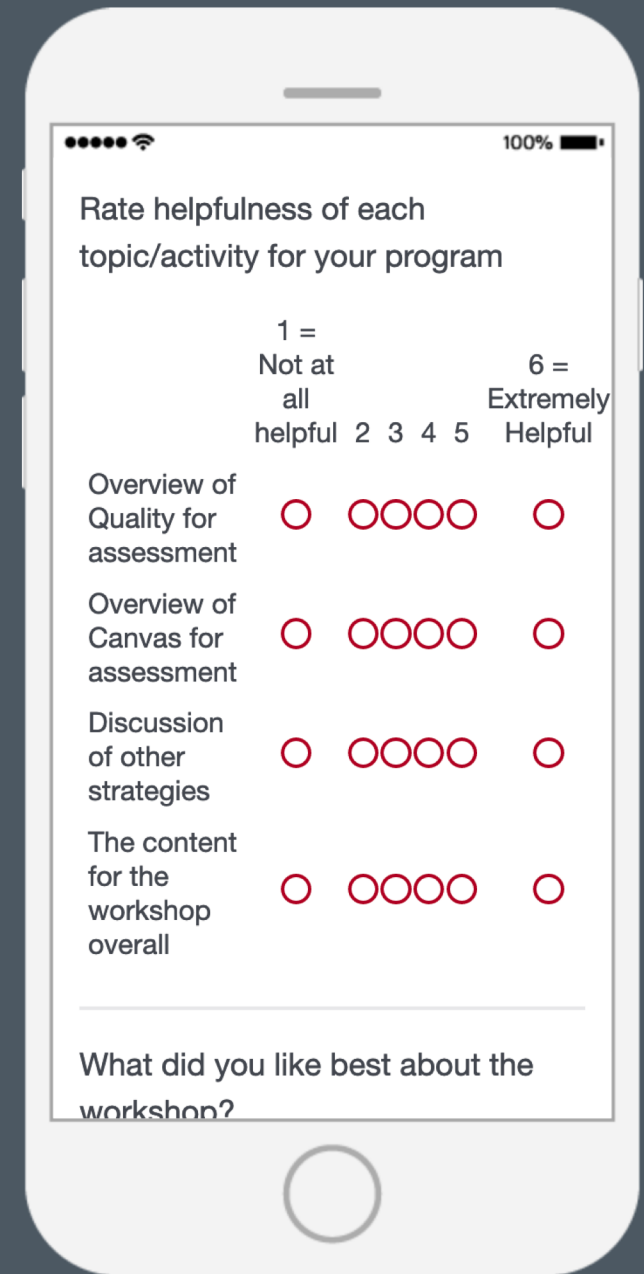 100%
Rate helpfulness of each
topic/activity for your program
1 =
Not at
all
helpful
2 3 4 5
6 =
Extremely
Helpful
Overview of
Quality for
assessment
Overview of
Canvas for
assessment
Discussion
of other
strategies
The content
for the
workshop
overall
What did you like best about the
workshop?